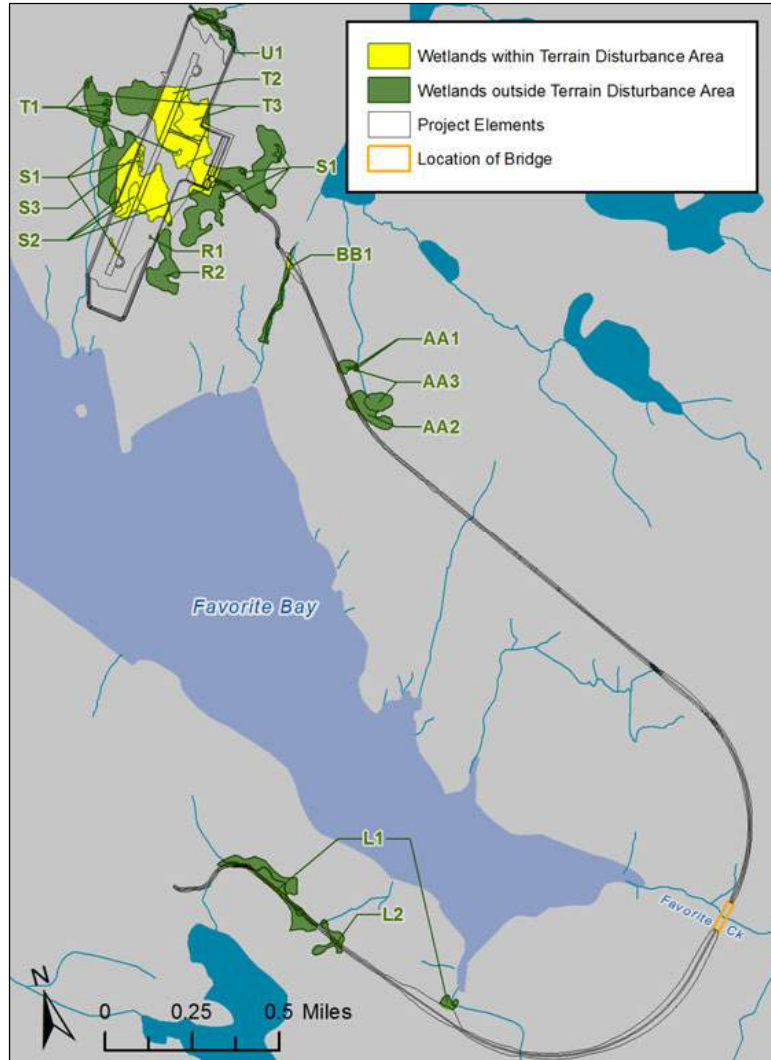 Wetlands within Terrain Disturbance Area
Wetlands outside Terrain Disturbance Area
Project Elements
Location of Bridge
U1
T2
T1
T3
S1
S1
S3
S2
R1
R2
BB1
AA1
AA3
AA2
Favorite Bay
L1
L2
Favorite Ck
N
0 0.25 0.5 Miles